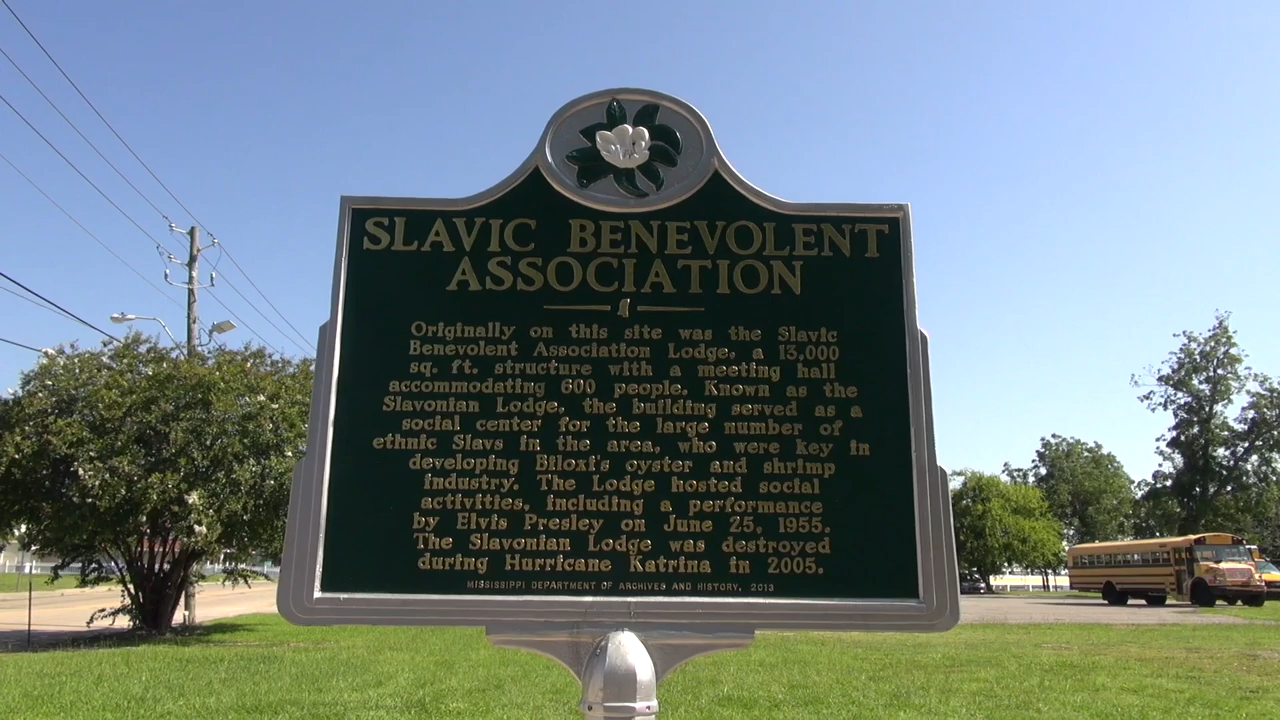 SLAVIC BENEVOLENT
ASSOCIATION
Originally on this site was the Slavic
Benevolent Association Lodge, a 13,000
sq. ft. structure with a meeting hall
accommodating 600 people. Known as the
Slavonian Lodge, the building served as a
social center for the large number of
ethnic Slavs in the area, who were key in
developing Biloxi's oyster and shrimp
industry. The Lodge hosted social
activities, including a performance
by Elvis Presley on June 25, 1955.
The Slavonian Lodge was destroyed
during Hurricane Katrina in 2005.
MISSISSIPPI DEPARTMENT OF ARCHIVES AND HISTORY, 2013